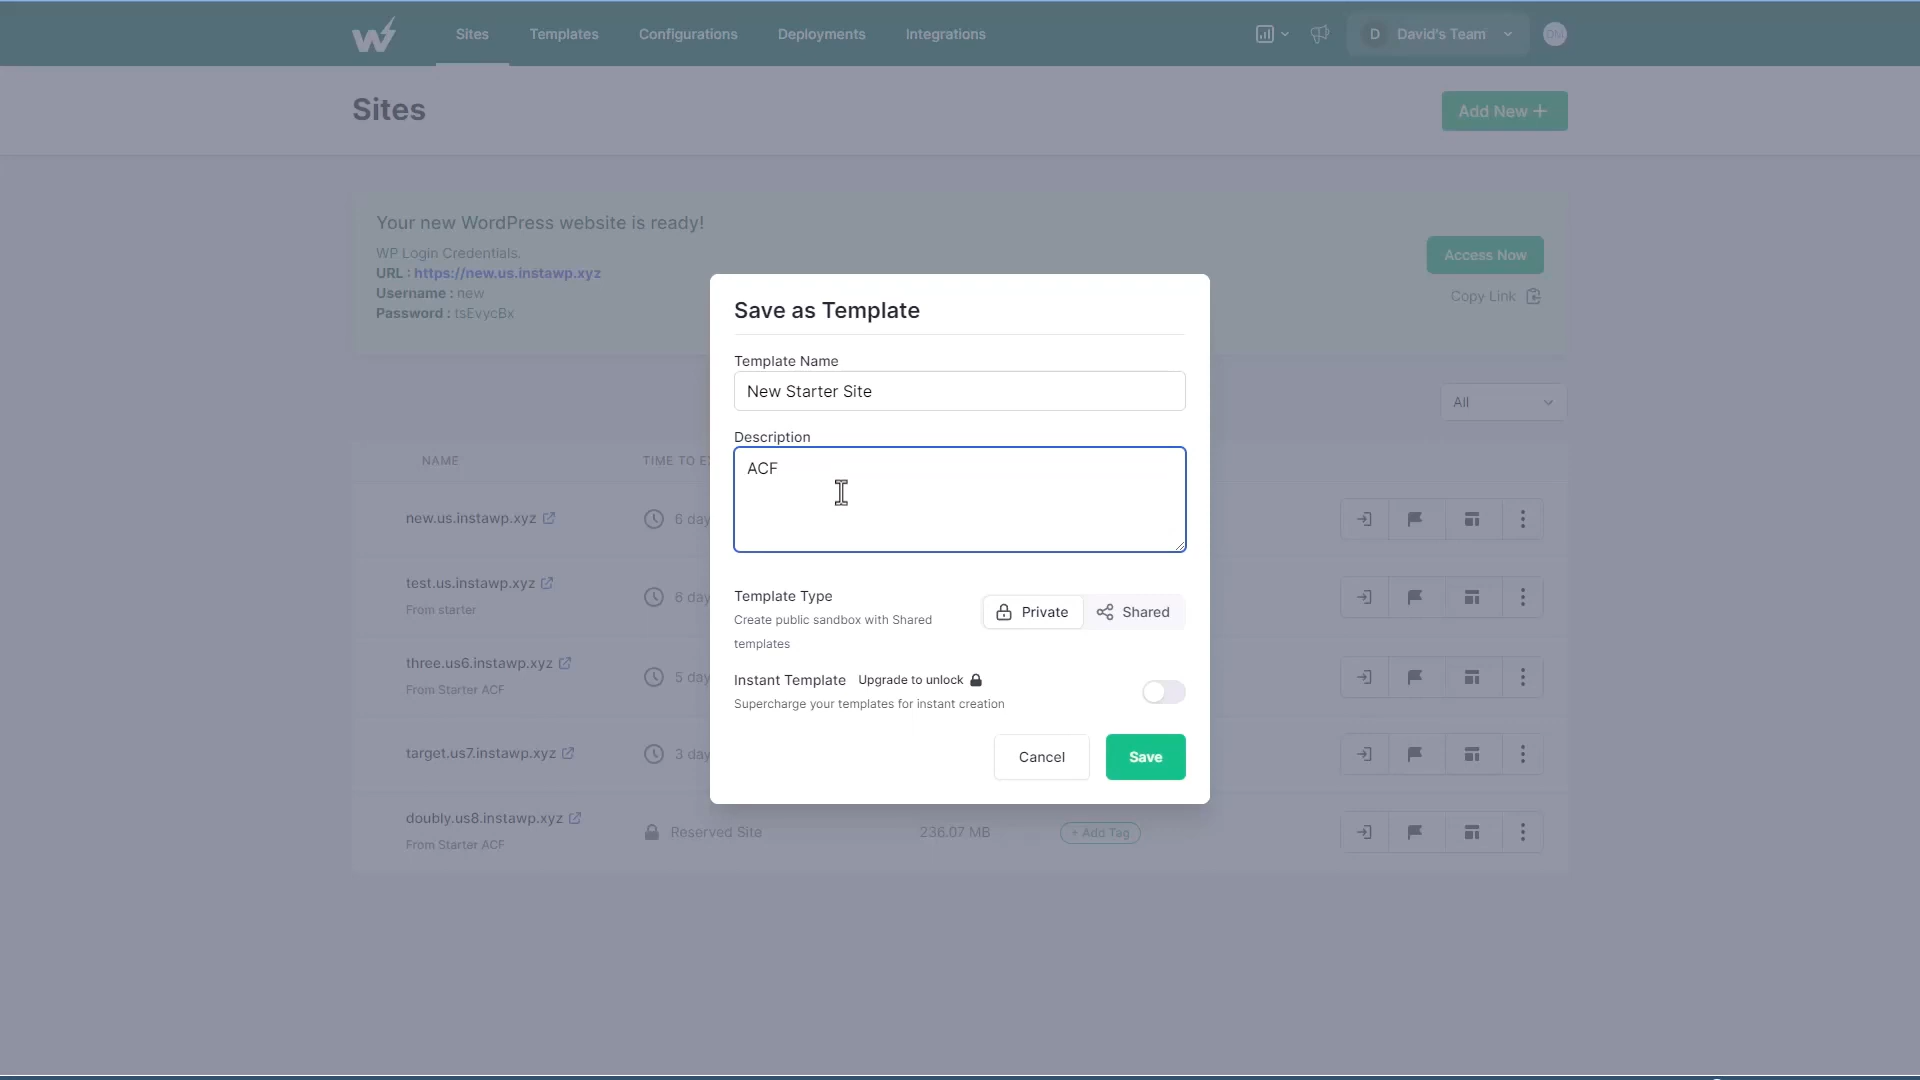 Sites Templates Configurations Deployments Integrations D David's Team
Sites
Add New +
Your new WordPress website is ready!
WP Login Credentials.
URL : https://new.us.instawp.xyz
Username : new
Password : tsEvycBx
Access Now
Copy Link
Save as Template
Template Name
New Starter Site
Description
ACF
Template Type
Create public sandbox with Shared
templates
Private Shared
Instant Template Upgrade to unlock
Supercharge your templates for instant creation
Cancel Save
All
NAME TIME TO E
new.us.instawp.xyz 6 day
test.us.instawp.xyz 6 day
From starter
three.us6.instawp.xyz 5 day
From Starter ACF
target.us7.instawp.xyz 3 day
doubly.us8.instawp.xyz Reserved Site 236.07 MB + Add Tag
From Starter ACF